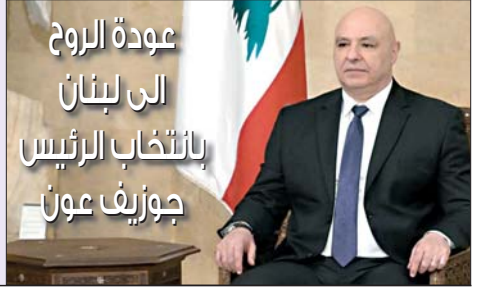 عودة الروح
الى لبنان
بانتخاب الرئيس
جوزيف عون